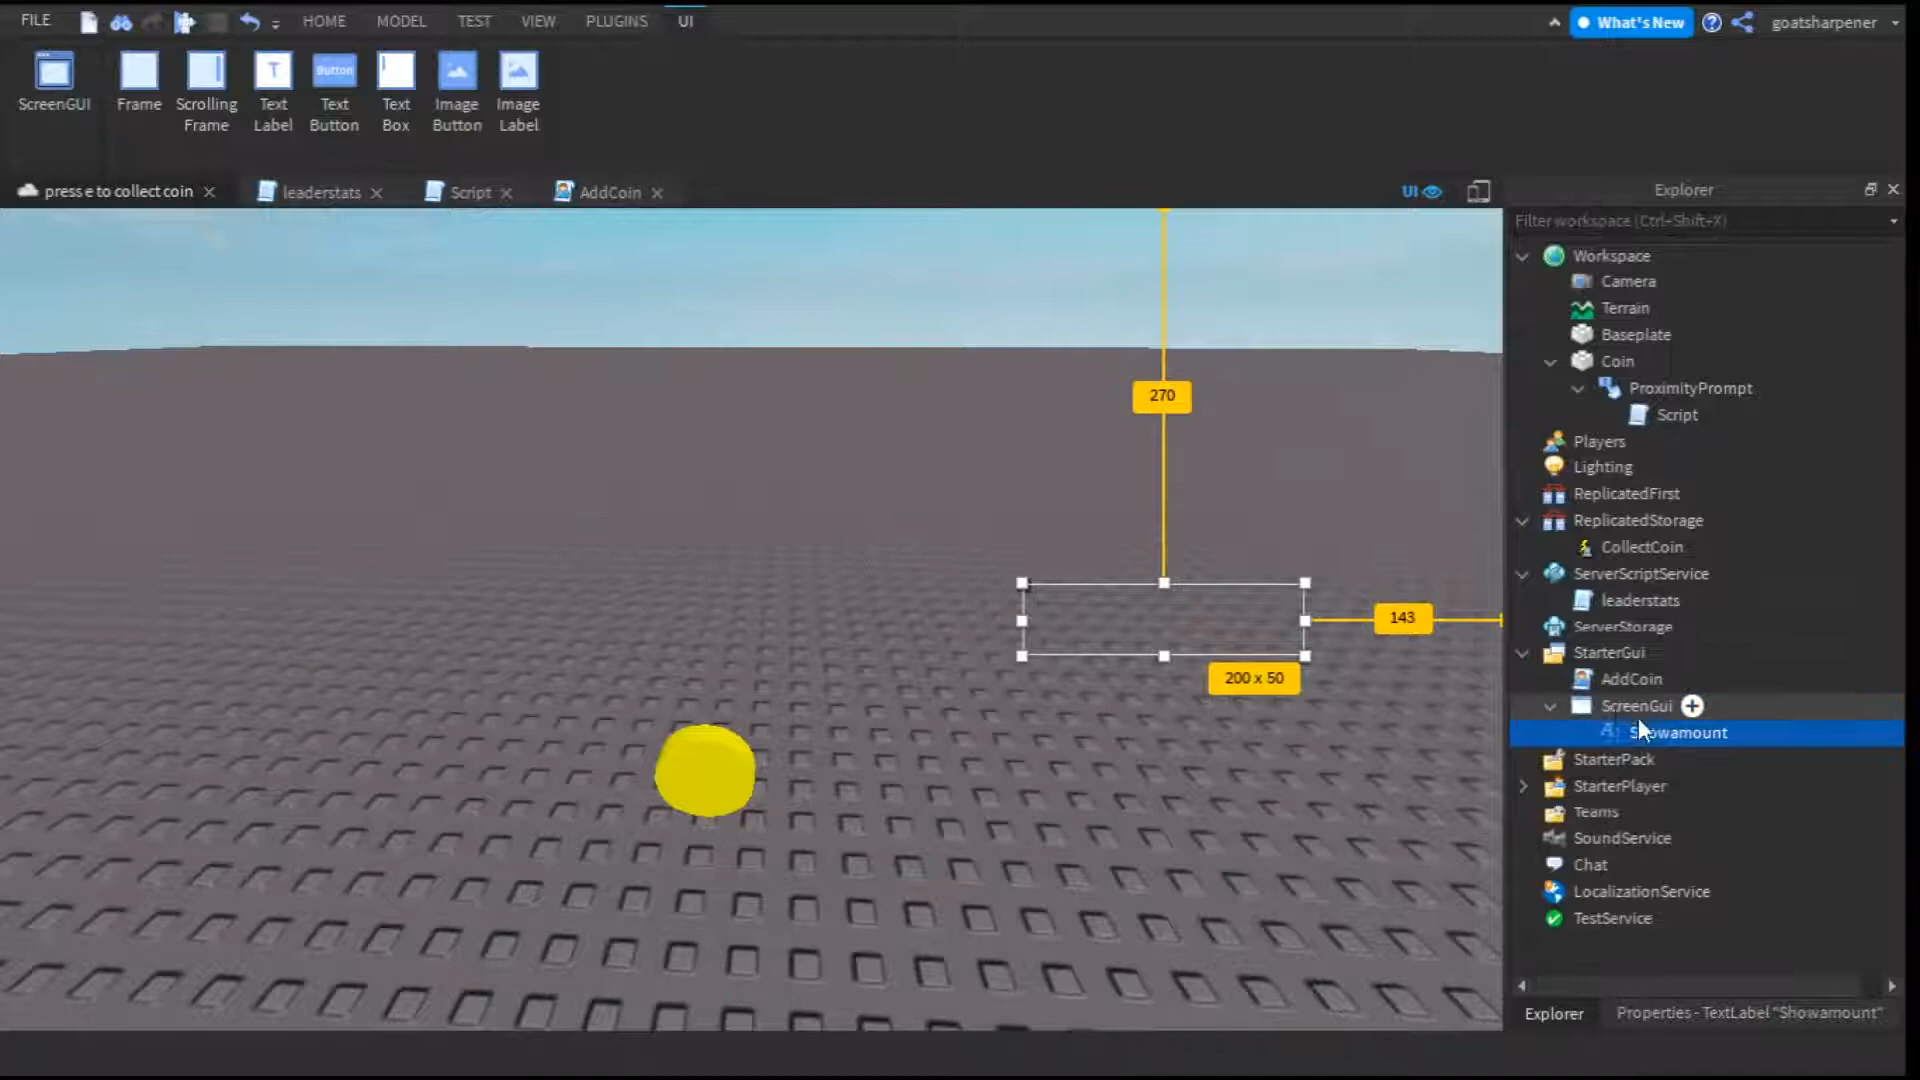 FILE
HOME
MODEL
TEST
VIEW
PLUGINS
UI
What's New
goatsharpener
ScreenGUI
Frame
Scrolling
Frame
T
Text
Label
Button
Text
Button
Text
Box
Image
Button
Image
Label
press e to collect coin
leaderstats
Script
AddCoin
UI
Explorer
Filter workspace (Ctrl+Shift+X)
Workspace
Camera
Terrain
Baseplate
Coin
ProximityPrompt
Script
Players
Lighting
ReplicatedFirst
ReplicatedStorage
CollectCoin
ServerScriptService
leaderstats
ServerStorage
StarterGui
AddCoin
ScreenGui
Showamount
StarterPack
StarterPlayer
Teams
SoundService
Chat
LocalizationService
TestService
270
143
200 x 50
Explorer
Properties - TextLabel "Showamount"